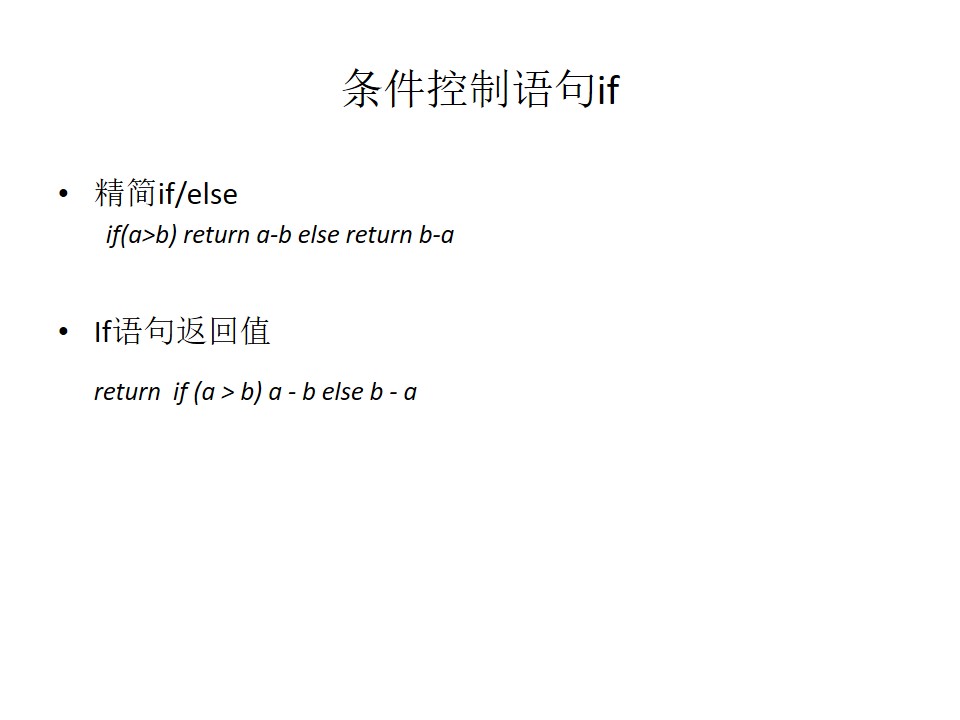 条件控制语句if
• 精简if/else
if(a>b) return a-b else return b-a
• If语句返回值
return  if (a > b) a - b else b - a